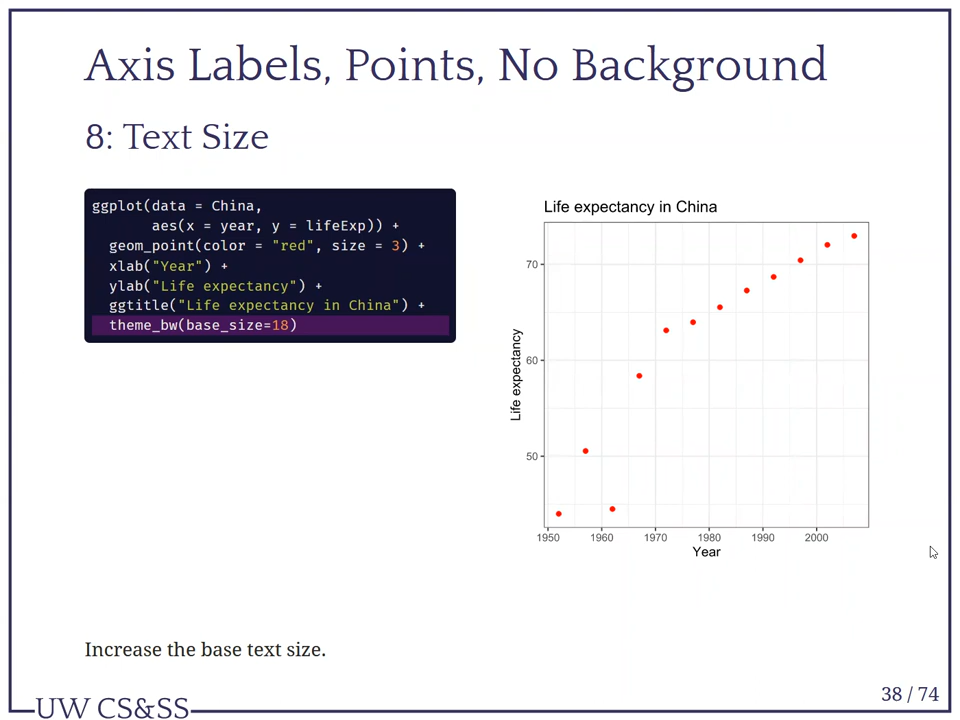 Axis Labels, Points, No Background
8: Text Size
ggplot(data = China,
aes(x = year, y = lifeExp)) +
geom_point(color = "red", size = 3) +
xlab("Year") +
ylab("Life expectancy") +
ggtitle("Life expectancy in China") +
theme_bw(base_size=18)
Life expectancy in China
70
60
50
Life expectancy
1950 1960 1970 1980 1990 2000
Year
Increase the base text size.
38 / 74
UW CS&SS